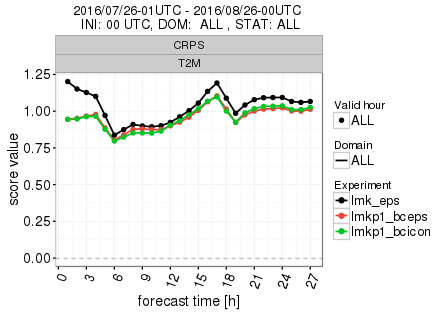 2016/07/26-01UTC - 2016/08/26-00UTC
INI: 00 UTC, DOM: ALL , STAT: ALL
CRPS
T2M
1.25
1.00
0.75
0.50
0.25
0.00
score value
0 3 6 9 12 15 18 21 24 27
forecast time [h]
Valid hour
ALL
Domain
ALL
Experiment
lmk_eps
lmkp1_bceps
lmkp1_bcicon